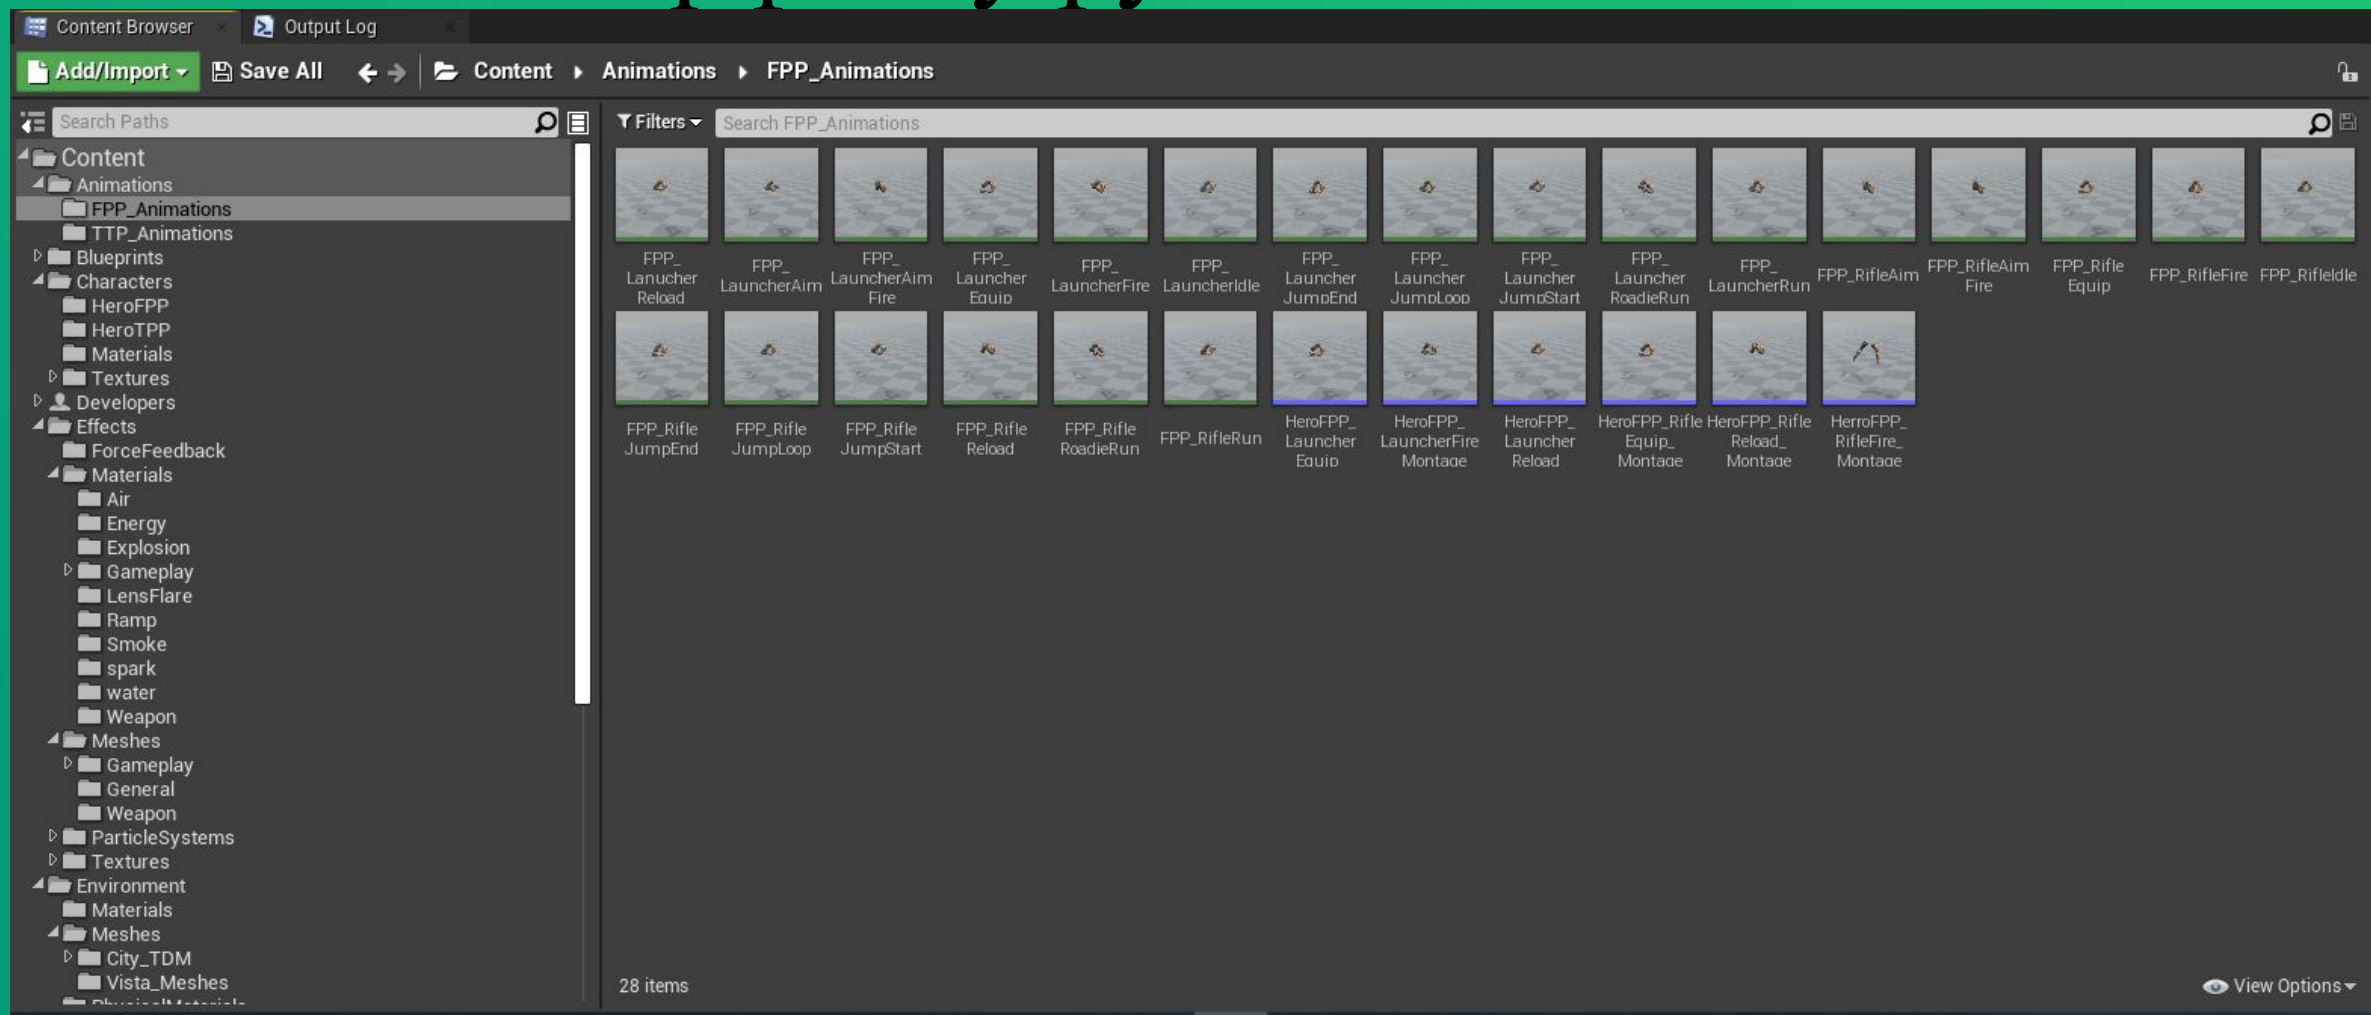 Content Browser
Output Log
Add/Import
Save All
Content
Animations
FPP_Animations
Search Paths
Filters
Search FPP_Animations
Content
Animations
FPP_Animations
TTP_Animations
Blueprints
Characters
HeroFPP
HeroTPP
Materials
Textures
Developers
Effects
ForceFeedback
Materials
Air
Energy
Explosion
Gameplay
LensFlare
Ramp
Smoke
spark
water
Weapon
Meshes
Gameplay
General
Weapon
ParticleSystems
Textures
Environment
Materials
Meshes
City_TDM
Vista_Meshes
PhysicalMaterials
FPP_
Lanucher
Reload
FPP_
LauncherAim
FPP_
LauncherAim
Fire
FPP_
Launcher
Equip
FPP_
LauncherFire
FPP_
LauncherIdle
FPP_
Launcher
JumpEnd
FPP_
Launcher
JumpLoop
FPP_
Launcher
JumpStart
FPP_
Launcher
RoadieRun
FPP_
LauncherRun
FPP_RifleAim
FPP_RifleAim
Fire
FPP_Rifle
Equip
FPP_RifleFire
FPP_RifleIdle
FPP_Rifle
JumpEnd
FPP_Rifle
JumpLoop
FPP_Rifle
JumpStart
FPP_Rifle
Reload
FPP_Rifle
RoadieRun
FPP_RifleRun
HeroFPP_
Launcher
Equip
HeroFPP_
LauncherFire
Montage
HeroFPP_
Launcher
Reload
HeroFPP_Rifle
Equip_
Montage
HeroFPP_Rifle
Reload_
Montage
HerroFPP_
RifleFire_
Montage
28 items
View Options